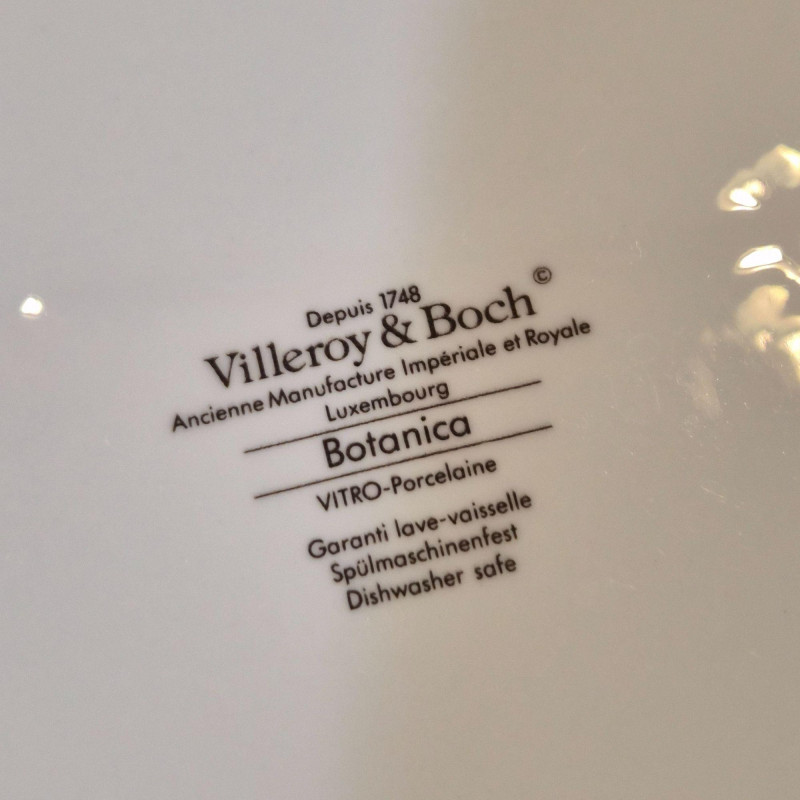 Depuis 1748
Villeroy & Boch ©
Ancienne Manufacture Impériale et Royale
Luxembourg
Botanica
VITRO-Porcelaine
Garanti lave-vaisselle
Spülmaschinenfest
Dishwasher safe